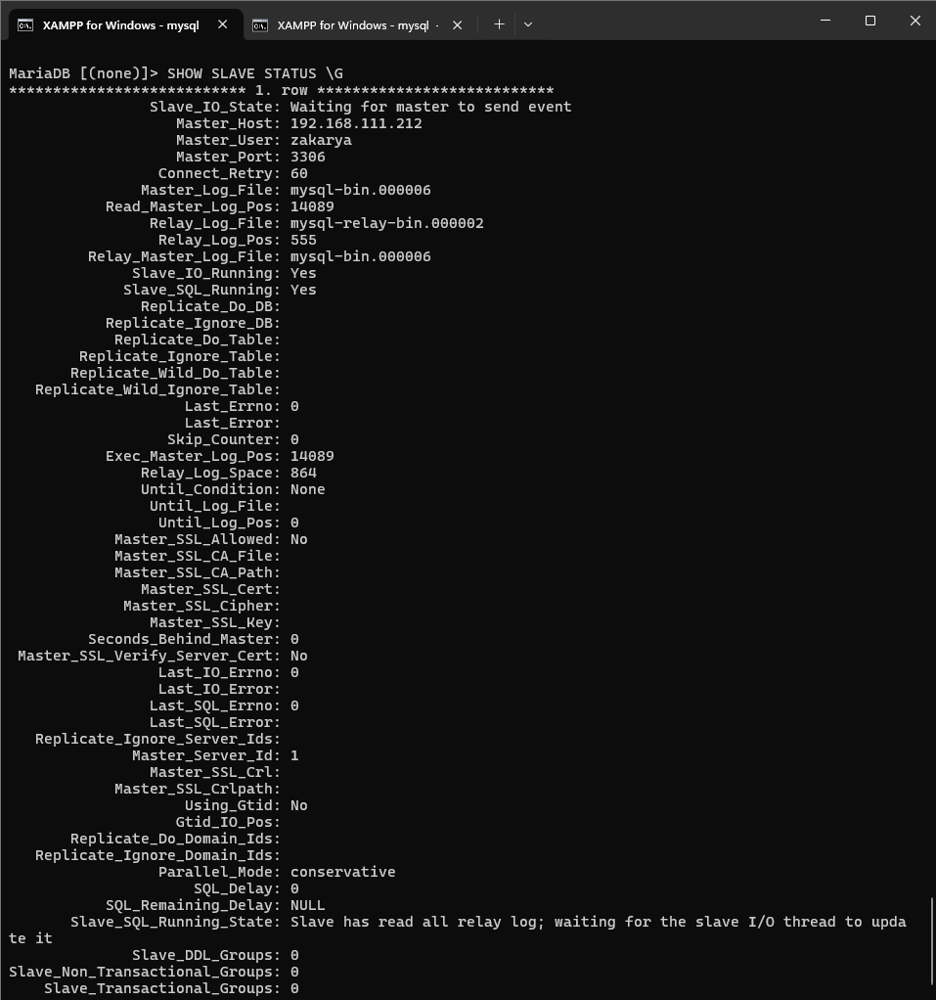 XAMPP for Windows - mysql
XAMPP for Windows - mysql -
MariaDB [(none)]> SHOW SLAVE STATUS \G
*************************** 1. row ***************************
Slave_IO_State: Waiting for master to send event
Master_Host: 192.168.111.212
Master_User: zakarya
Master_Port: 3306
Connect_Retry: 60
Master_Log_File: mysql-bin.000006
Read_Master_Log_Pos: 14089
Relay_Log_File: mysql-relay-bin.000002
Relay_Log_Pos: 555
Relay_Master_Log_File: mysql-bin.000006
Slave_IO_Running: Yes
Slave_SQL_Running: Yes
Replicate_Do_DB:
Replicate_Ignore_DB:
Replicate_Do_Table:
Replicate_Ignore_Table:
Replicate_Wild_Do_Table:
Replicate_Wild_Ignore_Table:
Last_Errno: 0
Last_Error:
Skip_Counter: 0
Exec_Master_Log_Pos: 14089
Relay_Log_Space: 864
Until_Condition: None
Until_Log_File:
Until_Log_Pos: 0
Master_SSL_Allowed: No
Master_SSL_CA_File:
Master_SSL_CA_Path:
Master_SSL_Cert:
Master_SSL_Cipher:
Master_SSL_Key:
Seconds_Behind_Master: 0
Master_SSL_Verify_Server_Cert: No
Last_IO_Errno: 0
Last_IO_Error:
Last_SQL_Errno: 0
Last_SQL_Error:
Replicate_Ignore_Server_Ids:
Master_Server_Id: 1
Master_SSL_Crl:
Master_SSL_Crlpath:
Using_Gtid: No
Gtid_IO_Pos:
Replicate_Do_Domain_Ids:
Replicate_Ignore_Domain_Ids:
Parallel_Mode: conservative
SQL_Delay: 0
SQL_Remaining_Delay: NULL
Slave_SQL_Running_State: Slave has read all relay log; waiting for the slave I/O thread to upda
te it
Slave_DDL_Groups: 0
Slave_Non_Transactional_Groups: 0
Slave_Transactional_Groups: 0